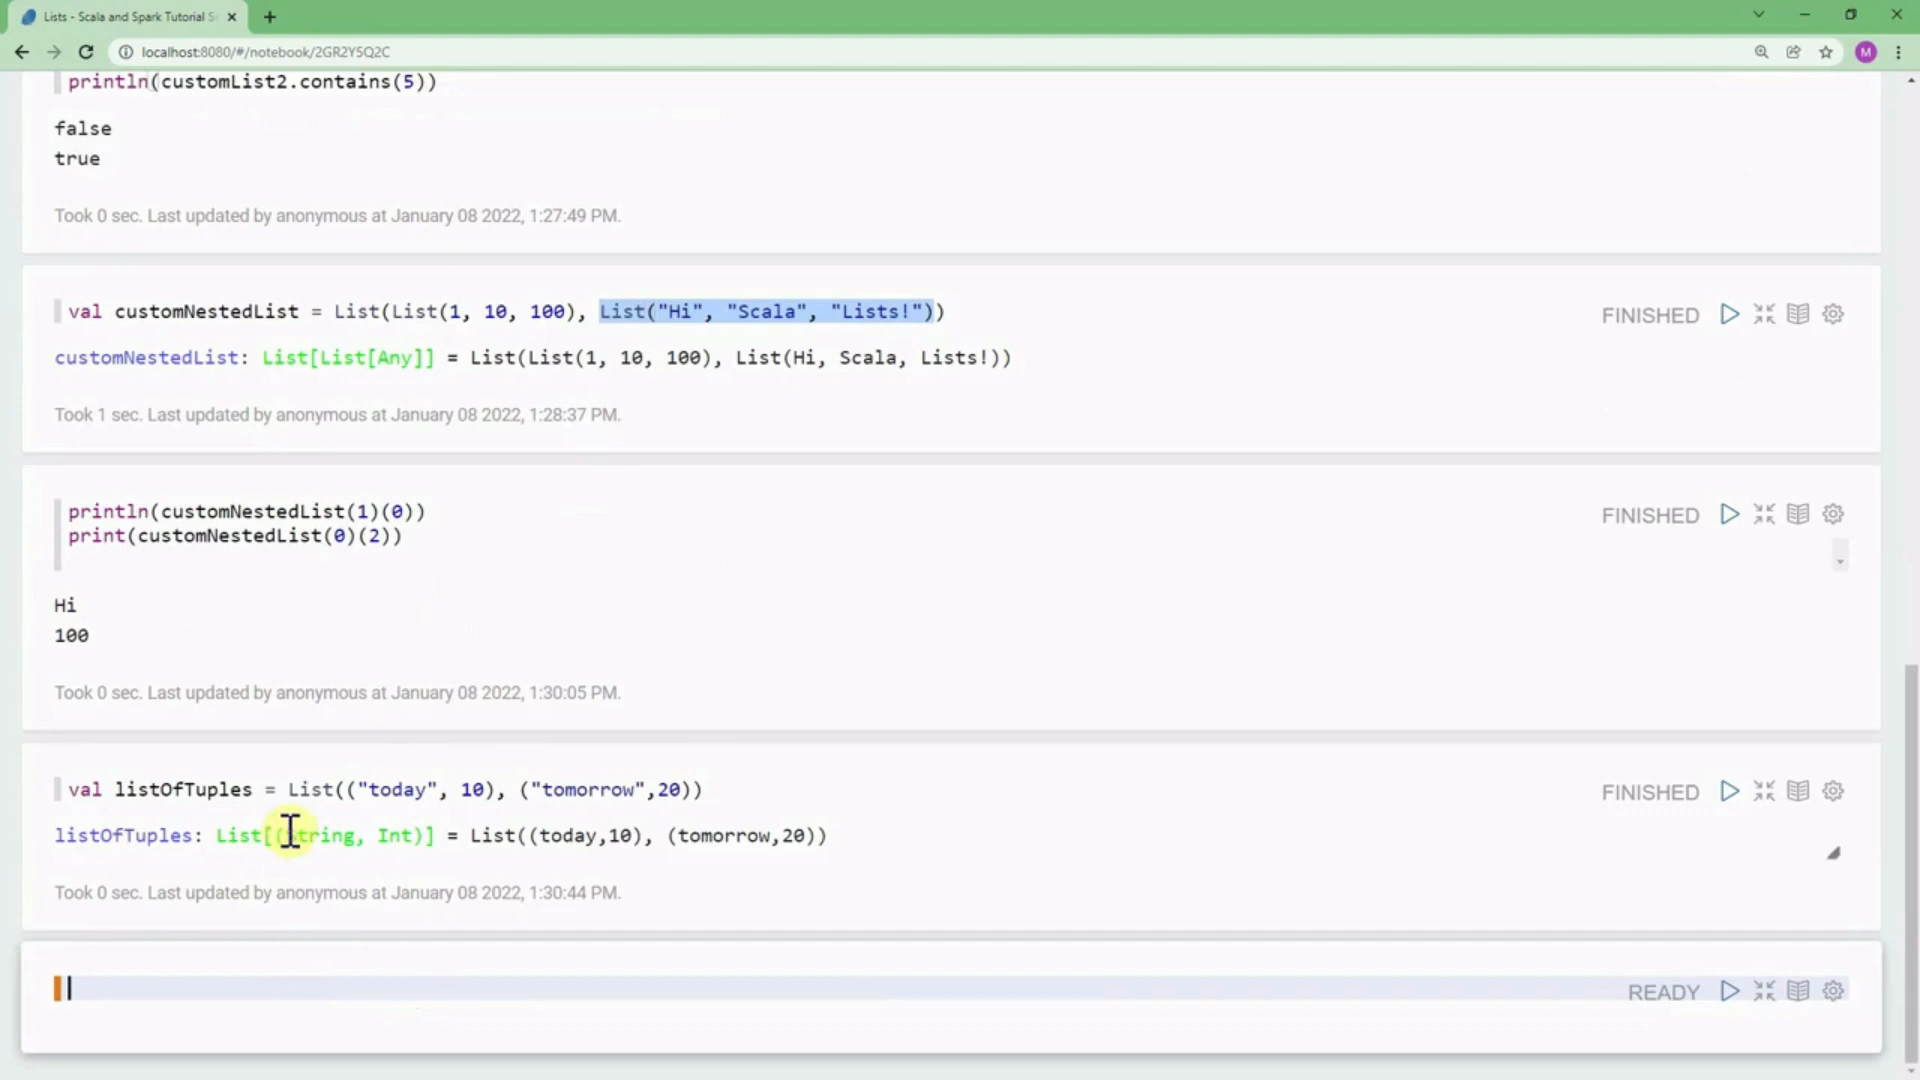 Lists - Scala and Spark Tutorial S
localhost:8080/#/notebook/2GR2Y5Q2C
M
println(customList2.contains(5))
false
true
Took 0 sec. Last updated by anonymous at January 08 2022, 1:27:49 PM.
val customNestedList = List(List(1, 10, 100), List("Hi", "Scala", "Lists!"))
FINISHED
customNestedList: List[List[Any]] = List(List(1, 10, 100), List(Hi, Scala, Lists!))
Took 1 sec. Last updated by anonymous at January 08 2022, 1:28:37 PM.
println(customNestedList(1)(0))
FINISHED
print(customNestedList(0)(2))
Hi
100
Took 0 sec. Last updated by anonymous at January 08 2022, 1:30:05 PM.
val listOfTuples = List(("today", 10), ("tomorrow",20))
FINISHED
listOfTuples: List[(String, Int)] = List((today,10), (tomorrow,20))
Took 0 sec. Last updated by anonymous at January 08 2022, 1:30:44 PM.
READY